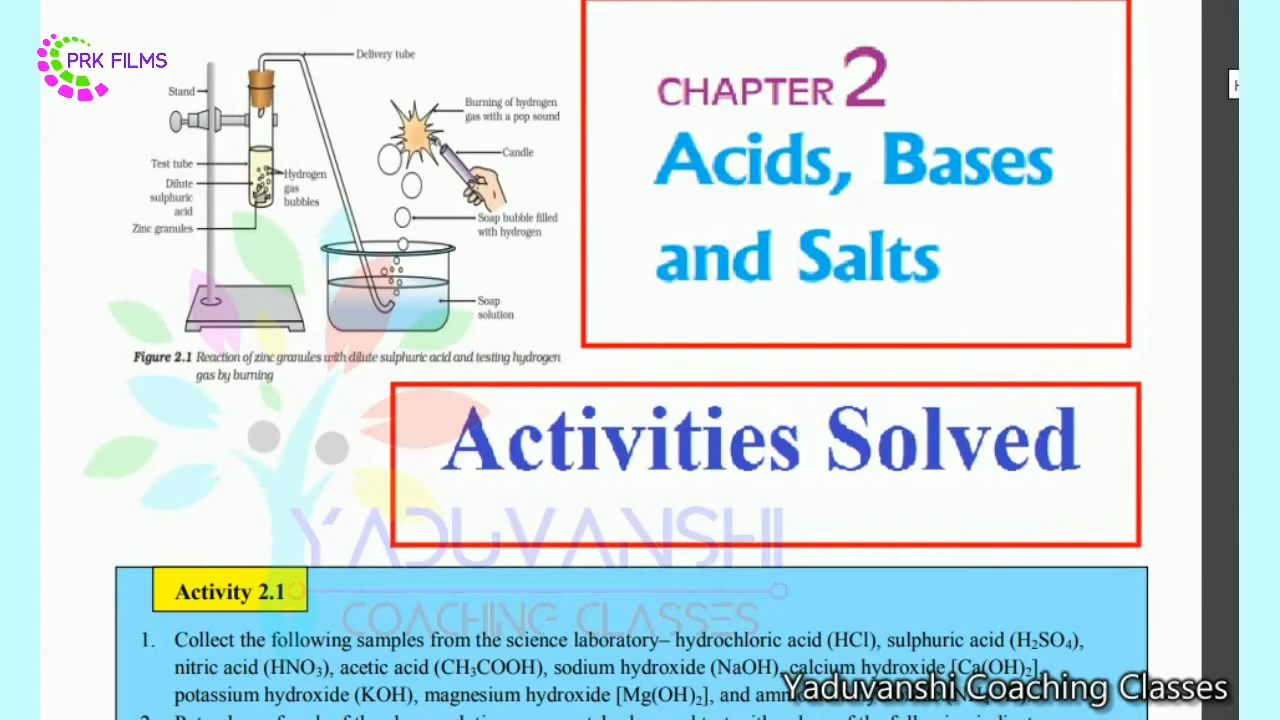 PRK FILMS
Delivery tube
Stand
Burning of hydrogen
gas with a pop sound
Candle
Test tube
Hydrogen
gas
bubbles
Dilute
sulphuric
acid
Zinc granules
Soap bubble filled
with hydrogen
Soap
solution
Figure 2.1 Reaction of zinc granules with dilute sulphuric acid and testing hydrogen
gas by burning
CHAPTER 2
Acids, Bases
and Salts
Activities Solved
YADUVANSHI
COACHING CLASSES
Activity 2.1
1. Collect the following samples from the science laboratory– hydrochloric acid (HCl), sulphuric acid (H₂SO₄),
nitric acid (HNO₃), acetic acid (CH₃COOH), sodium hydroxide (NaOH), calcium hydroxide [Ca(OH)₂],
potassium hydroxide (KOH), magnesium hydroxide [Mg(OH)₂], and
Yaduvanshi Coaching Classes